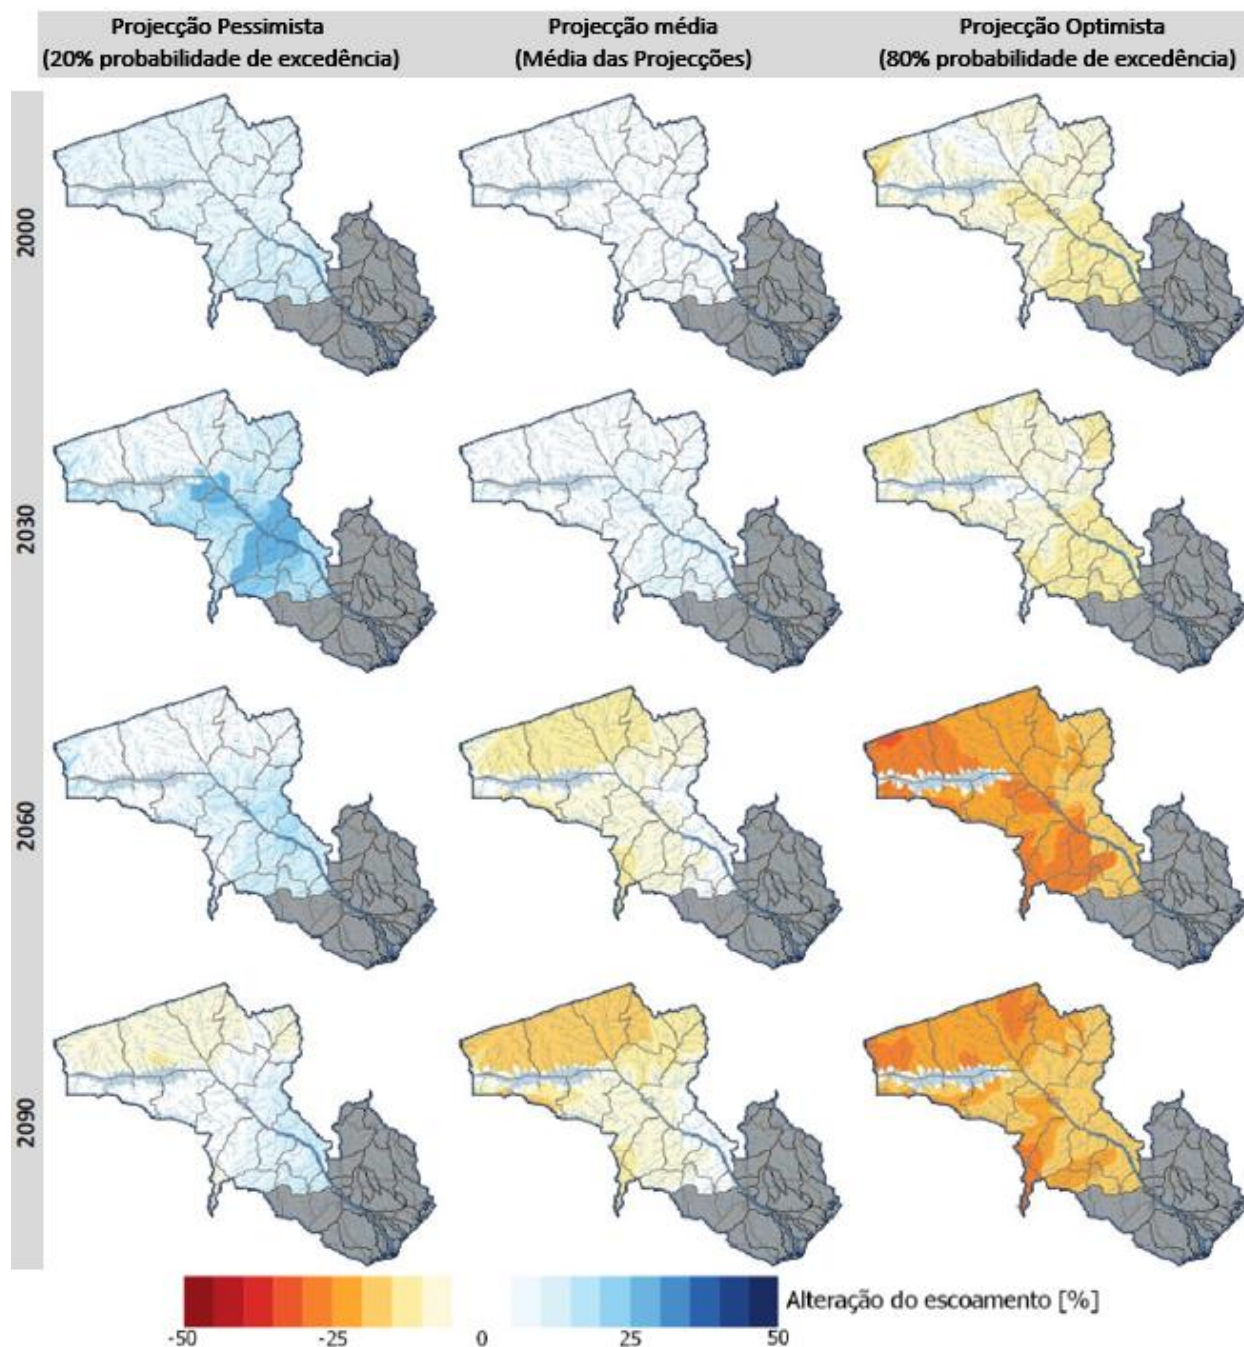 Projecção Pessimista
(20% probabilidade de excedência)
Projecção média
(Média das Projecções)
Projecção Optimista
(80% probabilidade de excedência)
2000
2030
2060
2090
-50
-25
0
25
50
Alteração do escoamento [%]